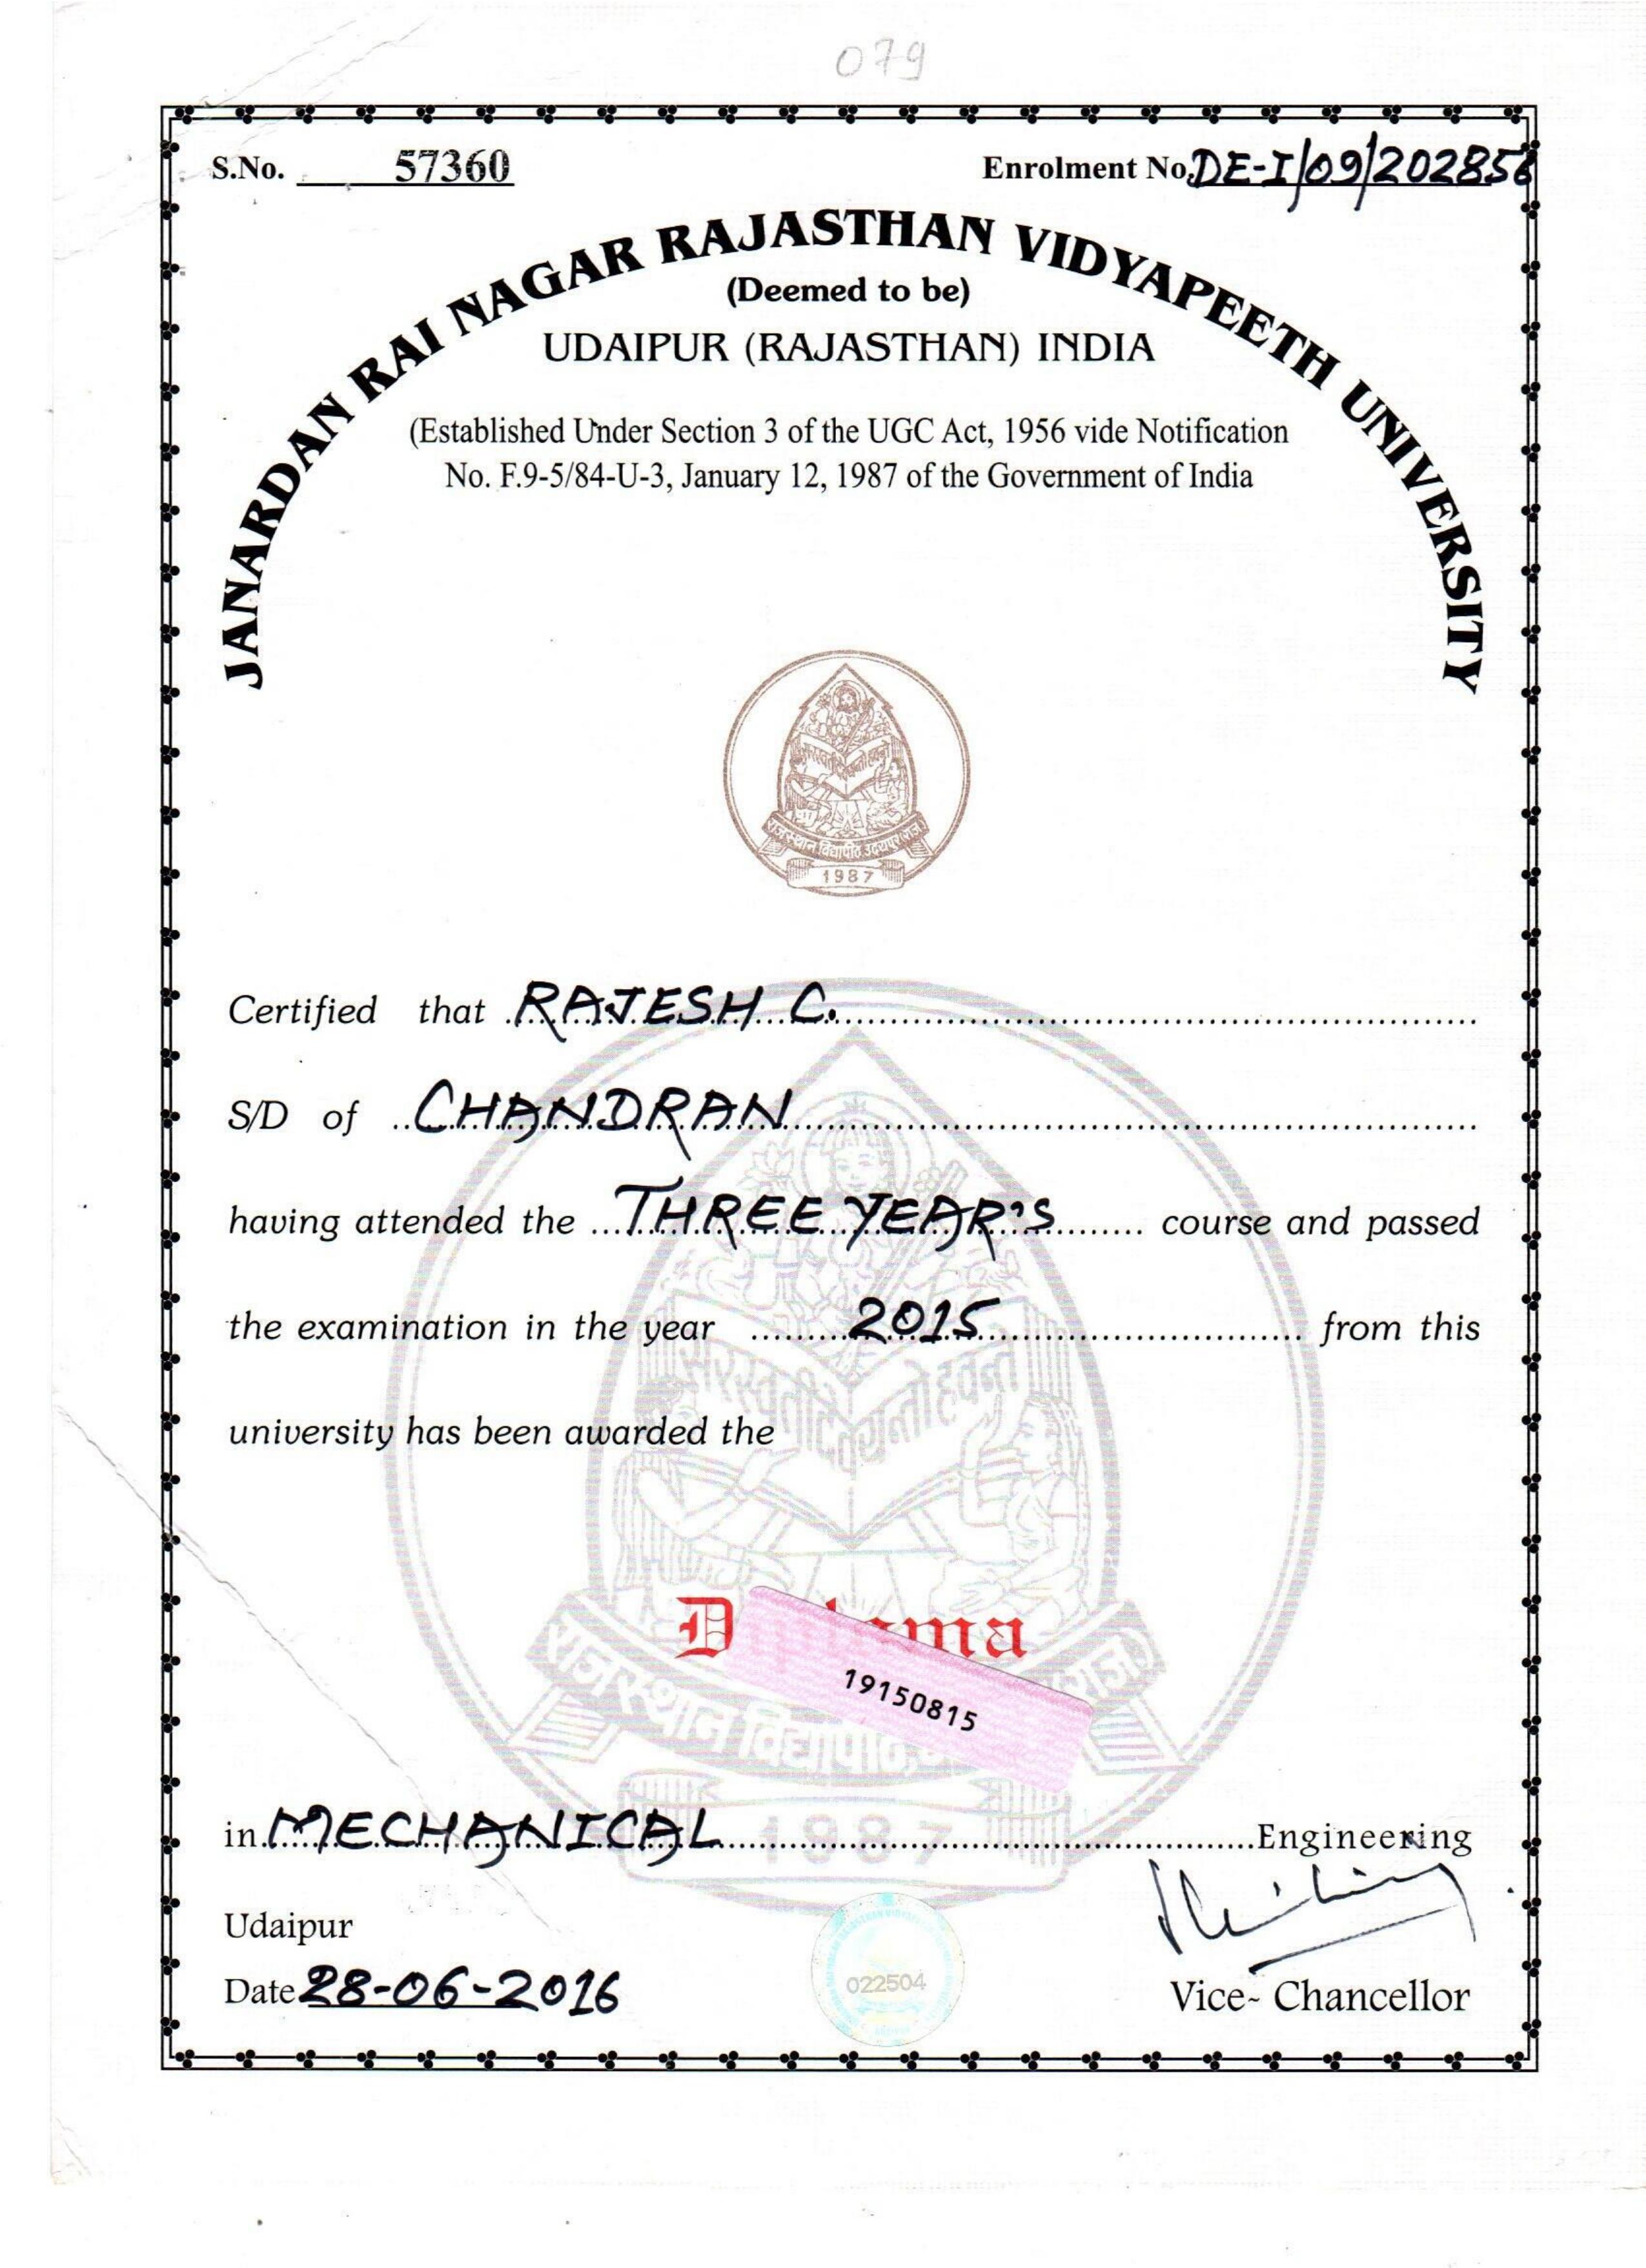 079
S.No. 57360
Enrolment No. DE-I/09/202856
JANARDAN RAI NAGAR RAJASTHAN VIDYAPEETH UNIVERSITY
(Deemed to be)
UDAIPUR (RAJASTHAN) INDIA
(Established Under Section 3 of the UGC Act, 1956 vide Notification
No. F.9-5/84-U-3, January 12, 1987 of the Government of India
1987
Certified that RAJESH C.
S/D of CHANDRAN
having attended the THREE YEAR'S course and passed
the examination in the year 2015 from this
university has been awarded the
Diploma
19150815
राजस्थान विद्यापीठ
1987
in MECHANICAL Engineering
Udaipur
022504
Date 28-06-2016
Vice- Chancellor